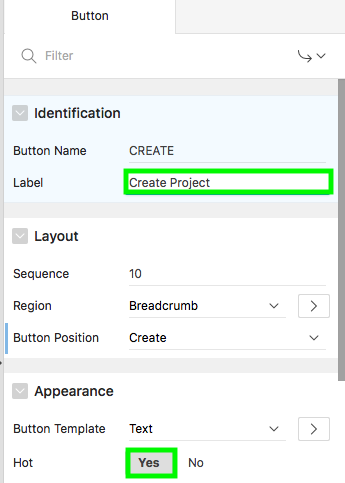 Button
Filter
Identification
Button Name CREATE
Label Create Project
Layout
Sequence 10
Region Breadcrumb
Button Position Create
Appearance
Button Template Text
Hot Yes No